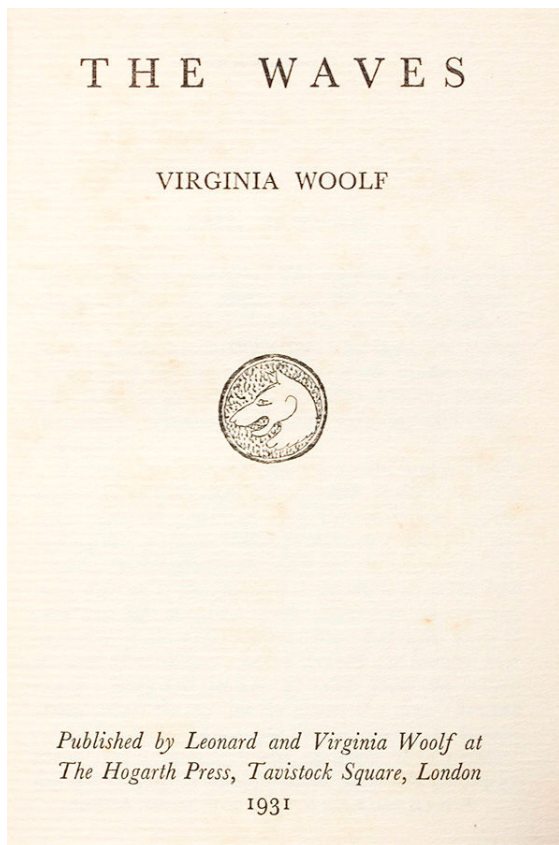 THE WAVES
VIRGINIA WOOLF
Published by Leonard and Virginia Woolf at
The Hogarth Press, Tavistock Square, London
1931